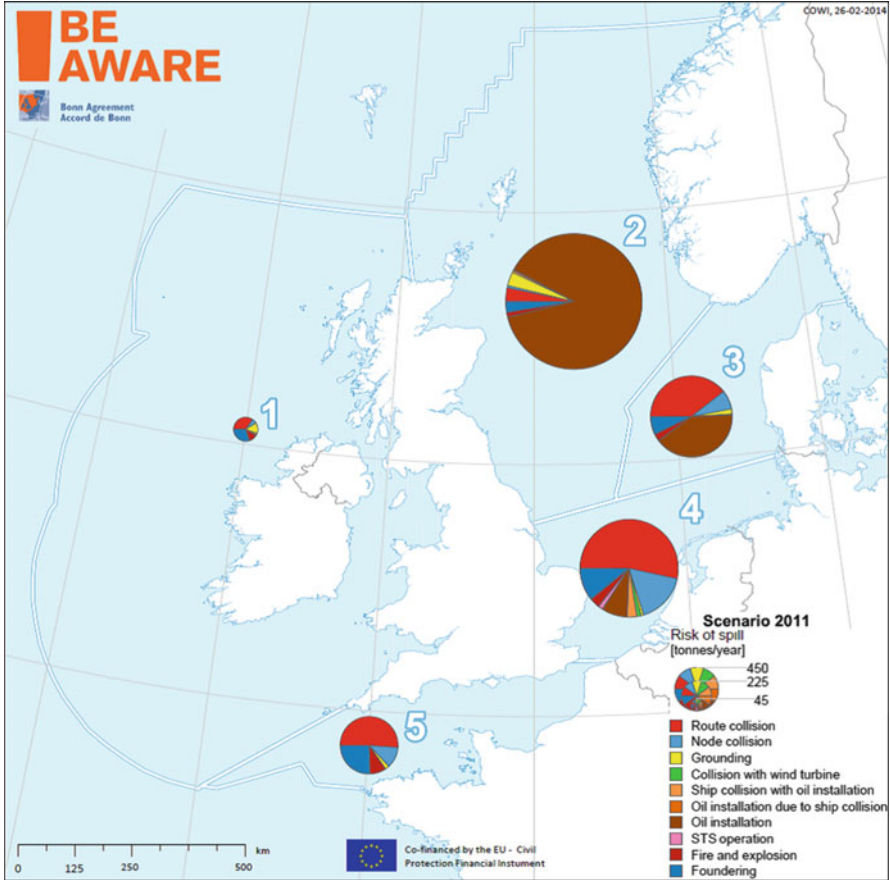 COWI, 26-02-2014
BE
AWARE
Bonn Agreement
Accord de Bonn
2
3
1
4
5
Scenario 2011
Risk of spill
[tonnes/year]
450
225
45
Route collision
Node collision
Grounding
Collision with wind turbine
Ship collision with oil installation
Oil installation due to ship collision
Oil installation
STS operation
Fire and explosion
Foundering
km
0 125 250 500
Co-financed by the EU - Civil
Protection Financial Instument